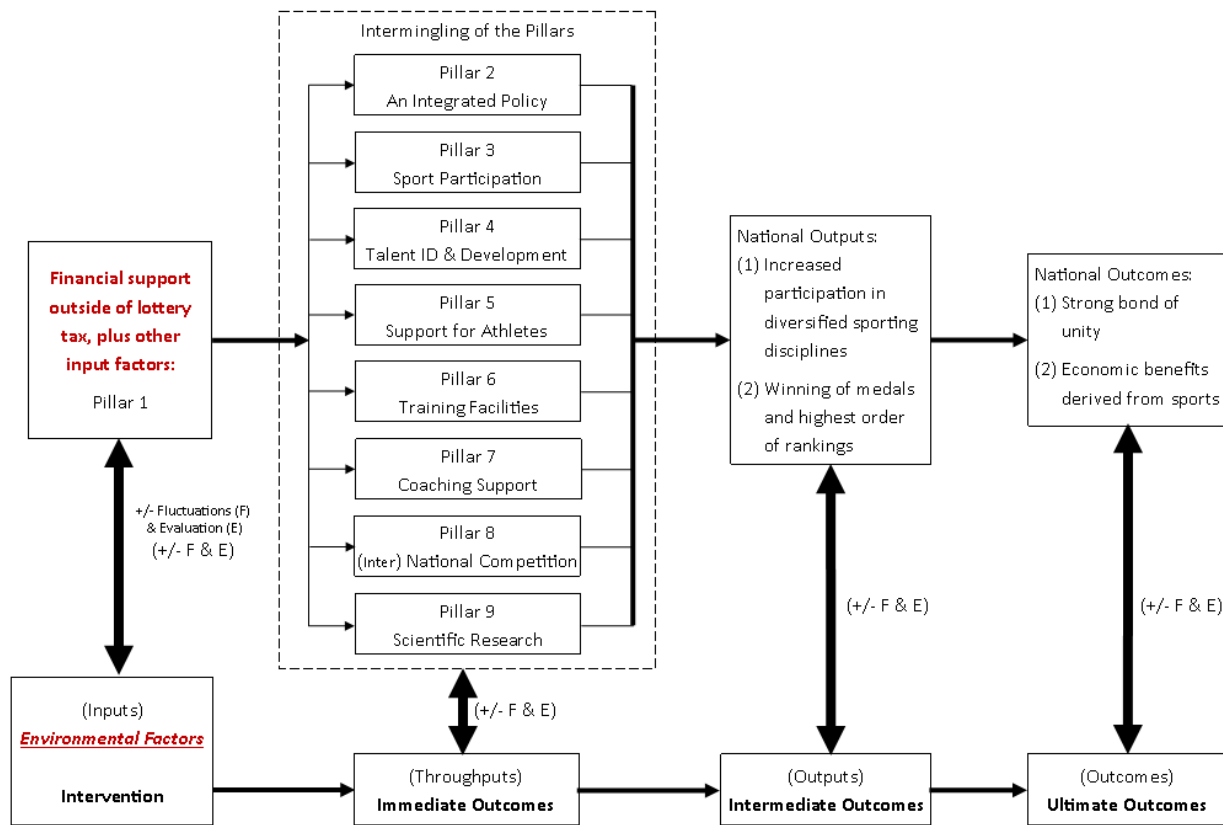 Intermingling of the Pillars
Pillar 2
An Integrated Policy
Pillar 3
Sport Participation
Pillar 4
Talent ID & Development
Pillar 5
Support for Athletes
Pillar 6
Training Facilities
Pillar 7
Coaching Support
Pillar 8
(Inter) National Competition
Pillar 9
Scientific Research
Financial support
outside of lottery
tax, plus other
input factors:
Pillar 1
National Outputs:
(1) Increased
participation in
diversified sporting
disciplines
(2) Winning of medals
and highest order
of rankings
National Outcomes:
(1) Strong bond of
unity
(2) Economic benefits
derived from sports
+/- Fluctuations (F)
& Evaluation (E)
(+/- F & E)
(+/- F & E)
(+/- F & E)
(+/- F & E)
(Inputs)
Environmental Factors
Intervention
(Throughputs)
Immediate Outcomes
(Outputs)
Intermediate Outcomes
(Outcomes)
Ultimate Outcomes